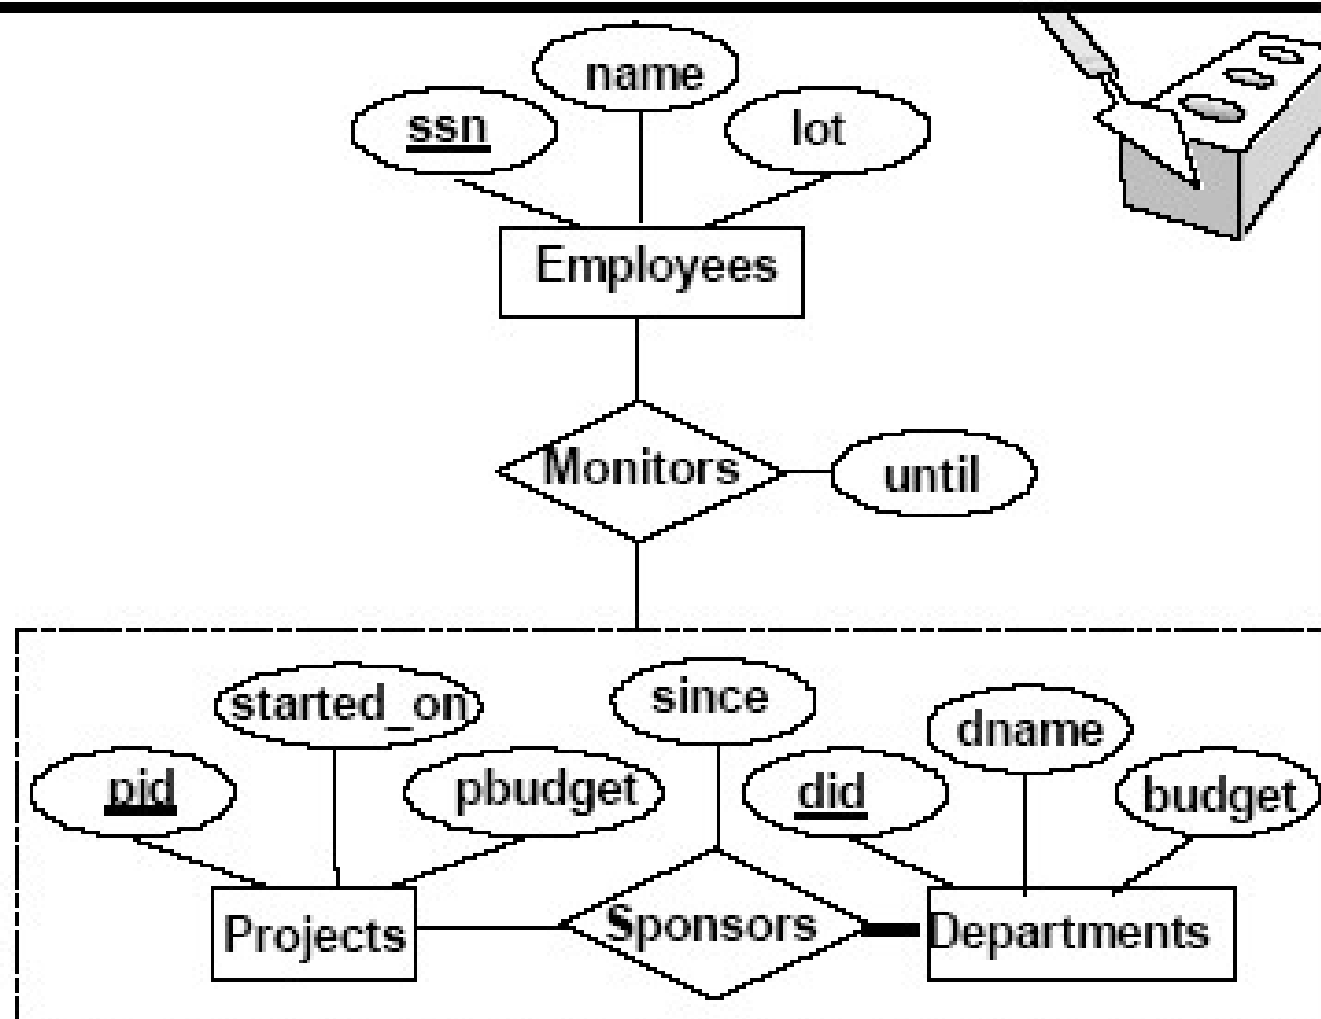 name
ssn
lot
Employees
Monitors
until
started_on
since
dname
pid
pbudget
did
budget
Projects
Sponsors
Departments